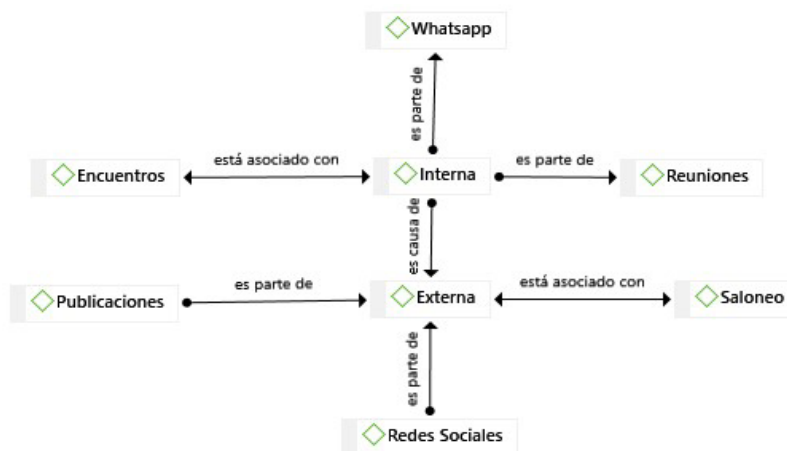 Whatsapp
es parte de
Encuentros
está asociado con
Interna
es parte de
Reuniones
es causa de
Publicaciones
es parte de
Externa
está asociado con
Saloneo
es parte de
Redes Sociales